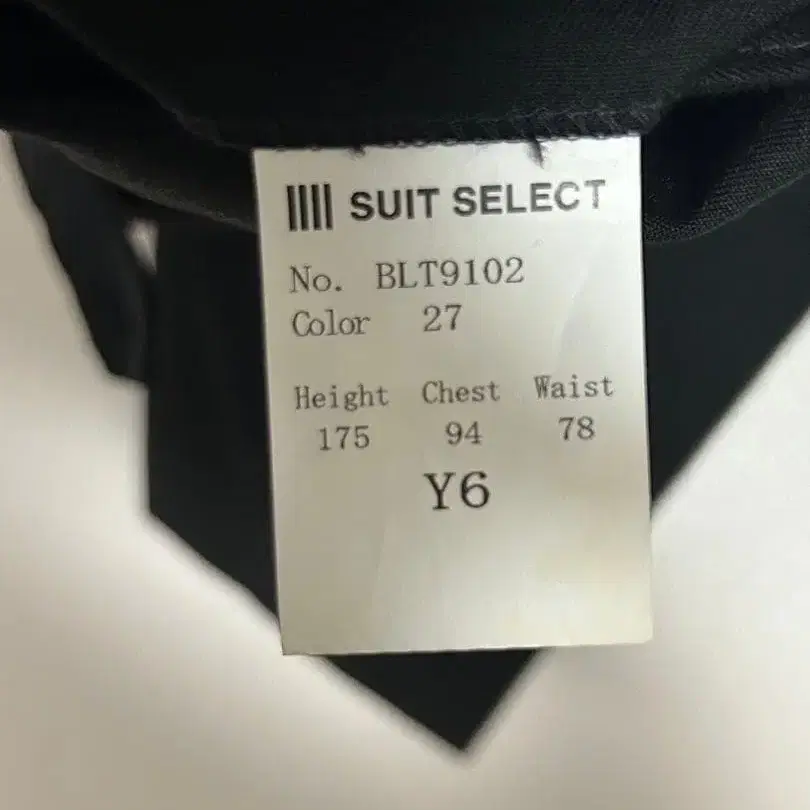 SUIT SELECT
No. BLT9102
Color 27
Height Chest Waist
175 94 78
Y6